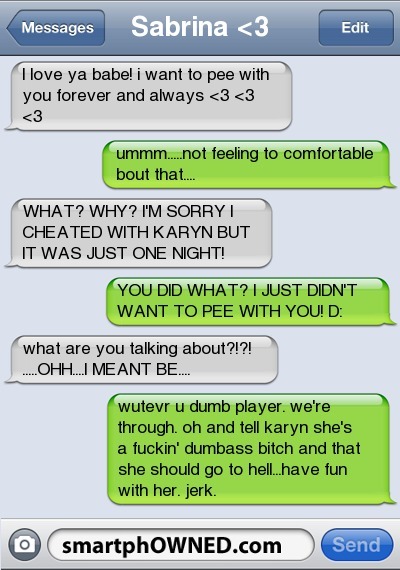 Messages
Sabrina <3
Edit
I love ya babe! i want to pee with
you forever and always <3 <3
<3
ummm.....not feeling to comfortable
bout that....
WHAT? WHY? I'M SORRY I
CHEATED WITH KARYN BUT
IT WAS JUST ONE NIGHT!
YOU DID WHAT? I JUST DIDN'T
WANT TO PEE WITH YOU! D:
what are you talking about?!?!
.....OHH....I MEANT BE....
wutevr u dumb player. we're
through. oh and tell karyn she's
a fuckin' dumbass bitch and that
she should go to hell...have fun
with her. jerk.
smartphOWNED.com
Send